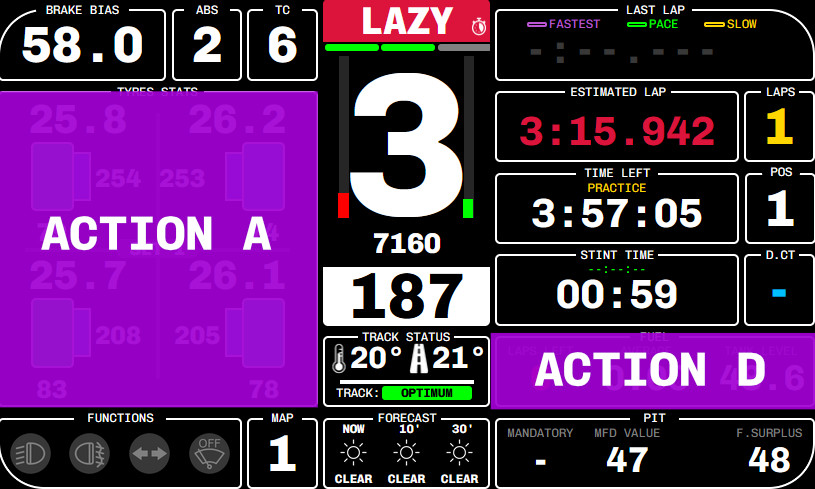 BRAKE BIAS
58.0
ABS
2
TC
6
LAZY
LAST LAP
FASTEST
PACE
SLOW
-:--.---
TYRES STATS
25.8
26.2
254
253
ACTION A
25.7
26.1
208
205
83
78
3
7160
187
ESTIMATED LAP
3:15.942
LAPS
1
TIME LEFT
PRACTICE
3:57:05
POS
1
STINT TIME
--:--:--
00:59
D.CT
-
TRACK STATUS
20° 21°
TRACK: OPTIMUM
FUEL
ACTION D
FUNCTIONS
OFF
MAP
1
FORECAST
NOW 10' 30'
CLEAR CLEAR CLEAR
PIT
MANDATORY MFD VALUE F.SURPLUS
- 47 48